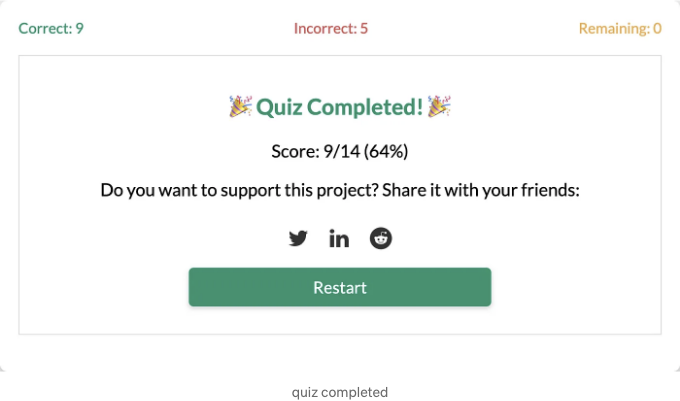 Correct: 9
Incorrect: 5
Remaining: 0
🎉 Quiz Completed! 🎉
Score: 9/14 (64%)
Do you want to support this project? Share it with your friends:
in
Restart
quiz completed